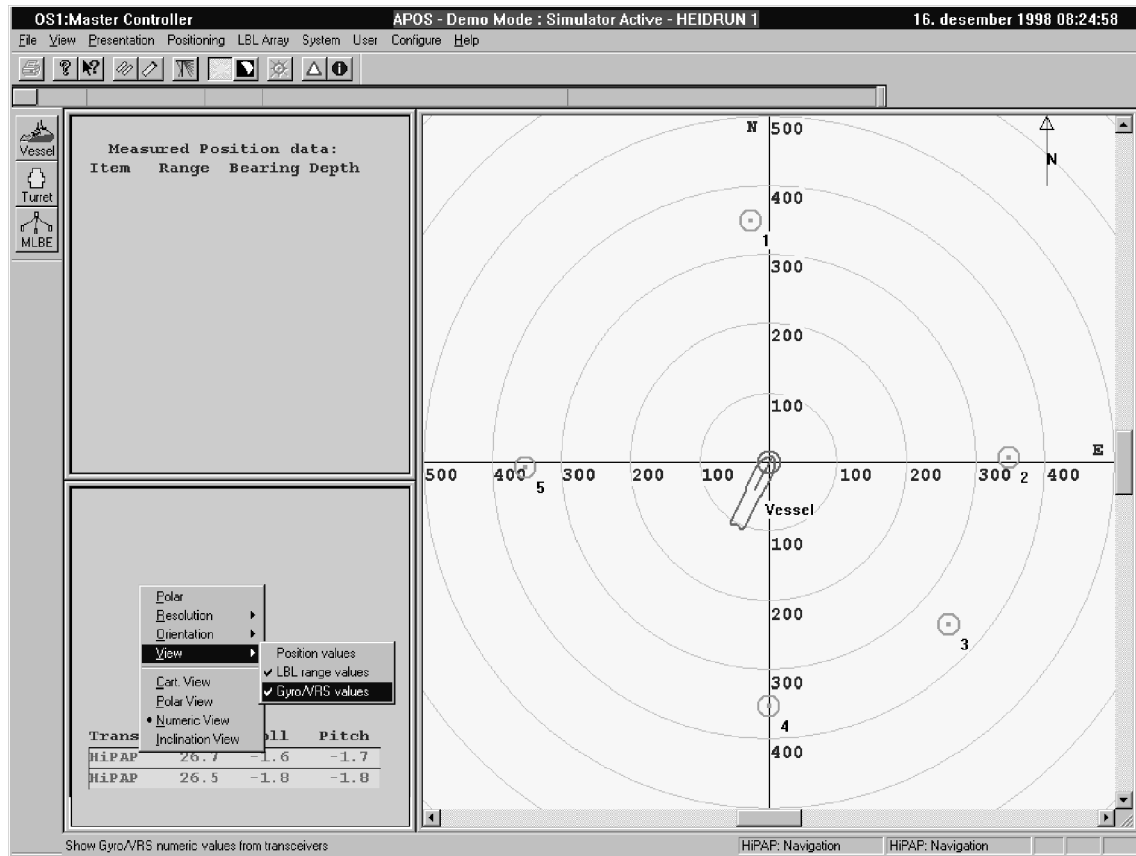 OS1:Master Controller APOS - Demo Mode : Simulator Active - HEIDRUN 1 16. desember 1998 08:24:58
File View Presentation Positioning LBL Array System User Configure Help
Vessel
Turret
MLBE
Measured Position data:
Item Range Bearing Depth
Polar
Resolution
Orientation
View
Cart. View
Polar View
Numeric View
Inclination View
Position values
LBL range values
Gyro/VRS values
Trans oll Pitch
HiPAP 26.7 -1.6 -1.7
HiPAP 26.5 -1.8 -1.8
N 500
N
400
1
300
200
100
E
500 400 300 200 100 100 200 300 400
5 2
Vessel
100
200
3
300
4
400
Show Gyro/VRS numeric values from transceivers HiPAP: Navigation HiPAP: Navigation